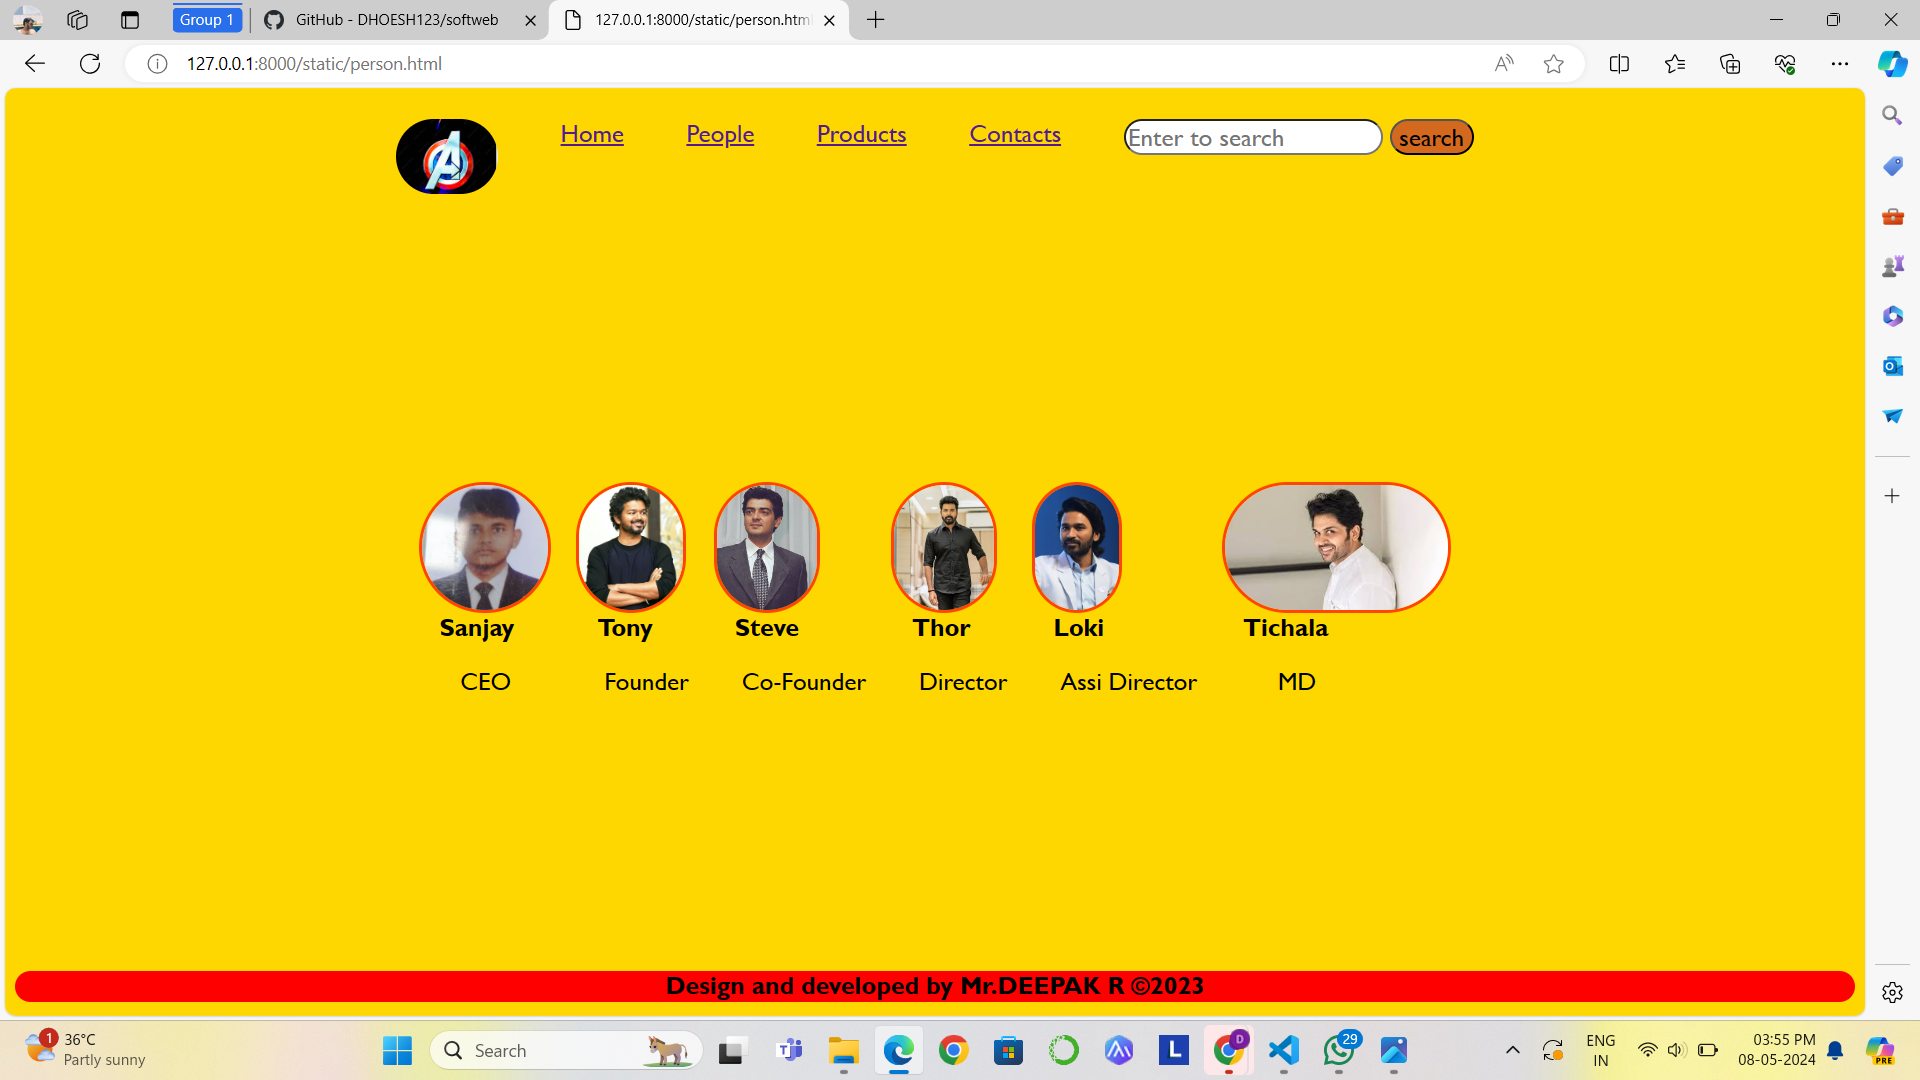 Group 1
GitHub - DHOESH123/softweb
127.0.0.1:8000/static/person.htm
127.0.0.1:8000/static/person.html
Home People Products Contacts Enter to search search
Sanjay Tony Steve Thor Loki Tichala
CEO Founder Co-Founder Director Assi Director MD
Design and developed by Mr.DEEPAK R ©2023
1
36°C
Partly sunny
Search
D
29
ENG
IN
03:55 PM
08-05-2024
PRE